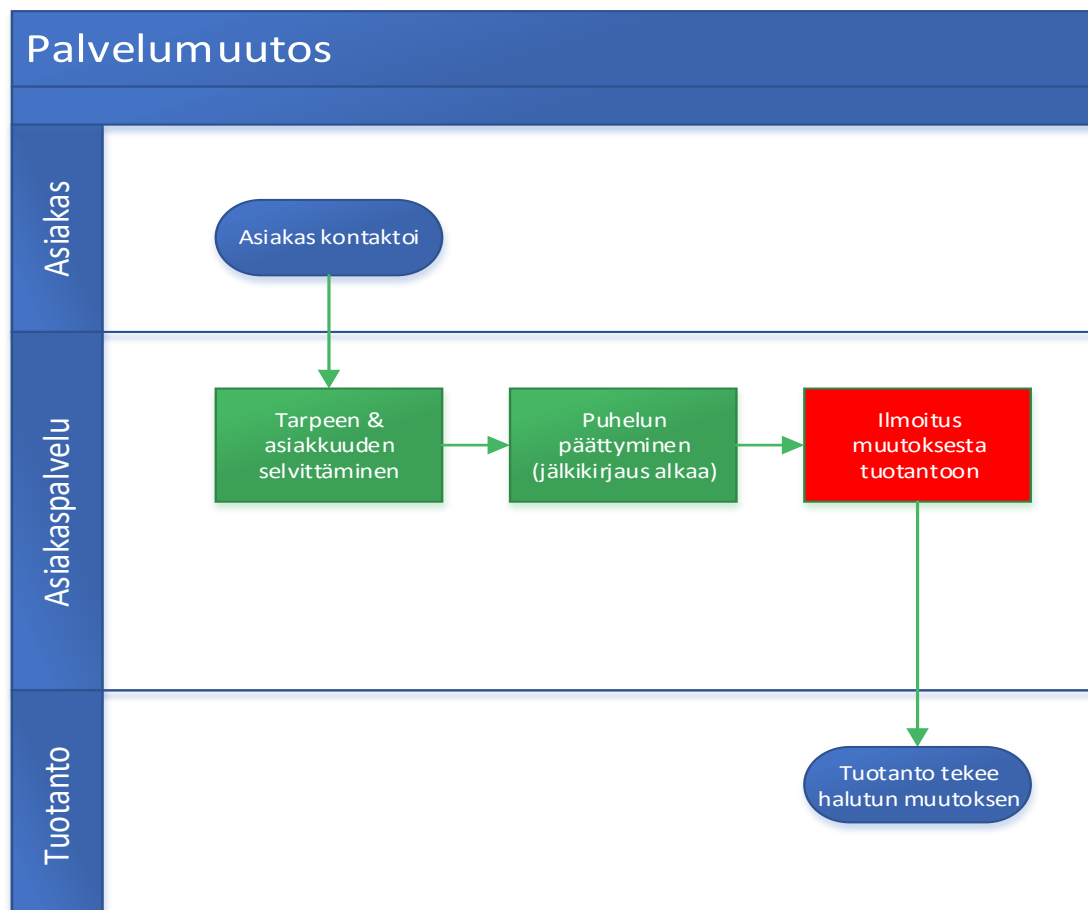 Palvelumuutos
Asiakas
Asiakas kontaktoi
Asiakaspalvelu
Tarpeen &
asiakkuuden
selvittäminen
Puhelun
päättyminen
(jälkikirjaus alkaa)
Ilmoitus
muutoksesta
tuotantoon
Tuotanto
Tuotanto tekee
halutun muutoksen